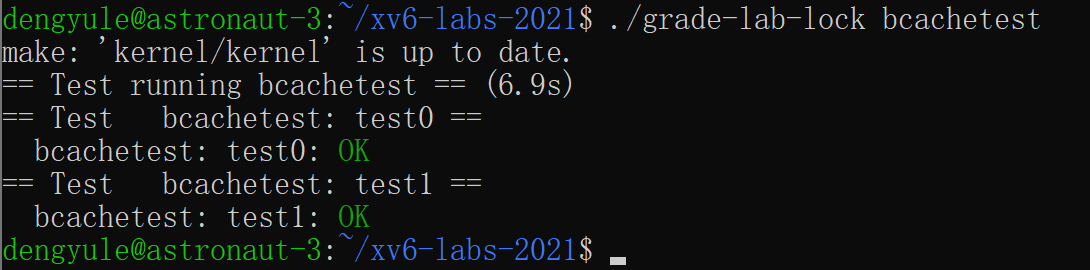 dengyule@astronaut-3:~/xv6-labs-2021$ ./grade-lab-lock bcachetest
make: 'kernel/kernel' is up to date.
== Test running bcachetest == (6.9s)
== Test   bcachetest: test0 ==
  bcachetest: test0: OK
== Test   bcachetest: test1 ==
  bcachetest: test1: OK
dengyule@astronaut-3:~/xv6-labs-2021$